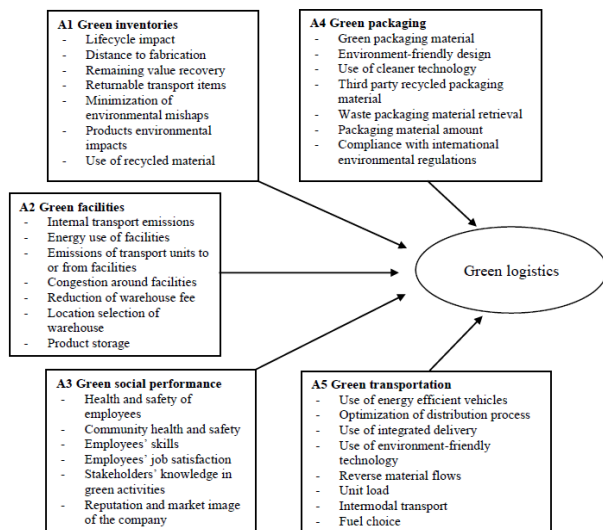 A1 Green inventories
- Lifecycle impact
- Distance to fabrication
- Remaining value recovery
- Returnable transport items
- Minimization of
environmental mishaps
- Products environmental
impacts
- Use of recycled material
A4 Green packaging
- Green packaging material
- Environment-friendly design
- Use of cleaner technology
- Third party recycled packaging
material
- Waste packaging material retrieval
- Packaging material amount
- Compliance with international
environmental regulations
A2 Green facilities
- Internal transport emissions
- Energy use of facilities
- Emissions of transport units to
or from facilities
- Congestion around facilities
- Reduction of warehouse fee
- Location selection of
warehouse
- Product storage
Green logistics
A3 Green social performance
- Health and safety of
employees
- Community health and safety
- Employees' skills
- Employees' job satisfaction
- Stakeholders' knowledge in
green activities
- Reputation and market image
of the company
A5 Green transportation
- Use of energy efficient vehicles
- Optimization of distribution process
- Use of integrated delivery
- Use of environment-friendly
technology
- Reverse material flows
- Unit load
- Intermodal transport
- Fuel choice